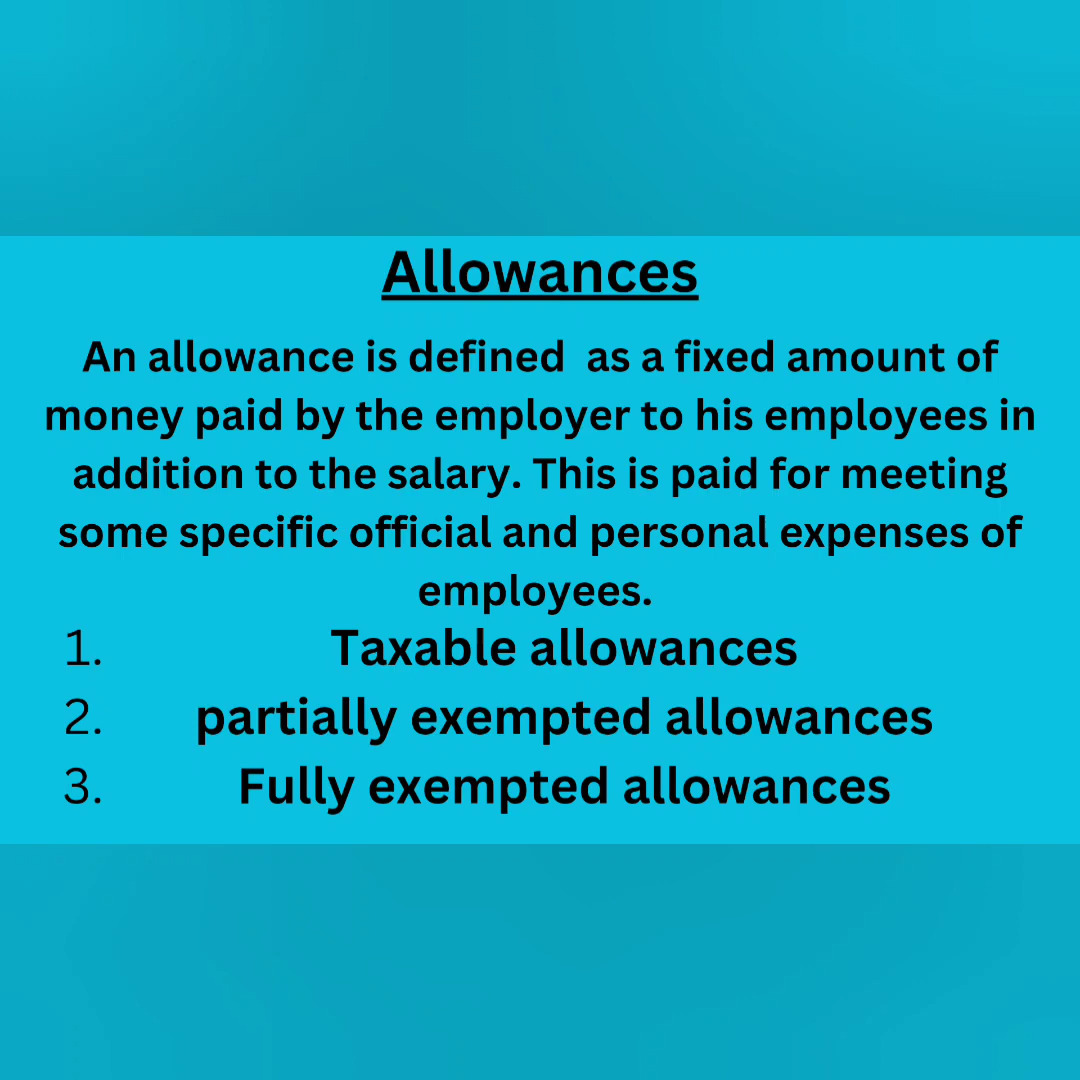 Allowances
An allowance is defined  as a fixed amount of
money paid by the employer to his employees in
addition to the salary. This is paid for meeting
some specific official and personal expenses of
employees.
1. Taxable allowances
2. partially exempted allowances
3. Fully exempted allowances